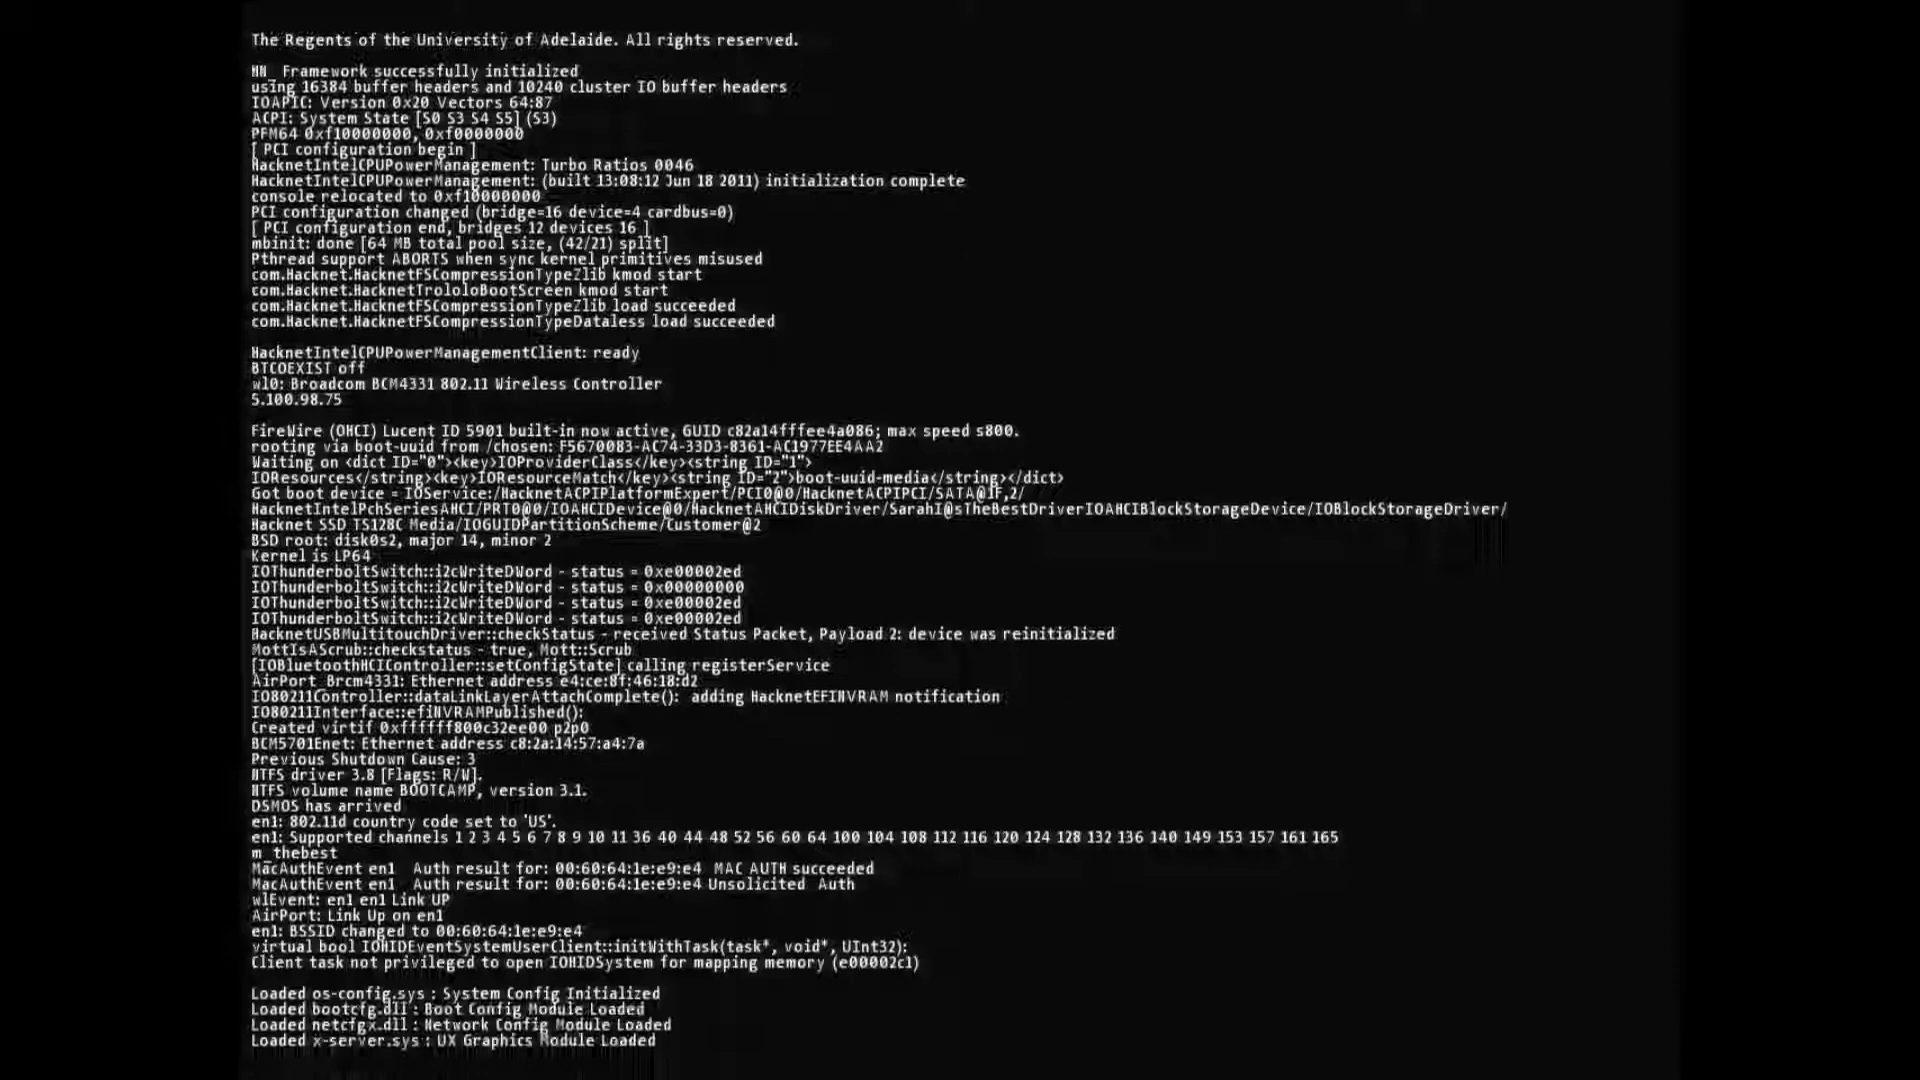 The Regents of the University of Adelaide. All rights reserved.
NN_ Framework successfully initialized
using 16384 buffer headers and 10240 cluster IO buffer headers
IOAPIC: Version 0x20 Vectors 64:87
ACPI: System State [S0 S3 S4 S5] (S3)
PFM64 0xf10000000, 0xf0000000
[ PCI configuration begin ]
HacknetIntelCPUPowerManagement: Turbo Ratios 0046
HacknetIntelCPUPowerManagement: (built 13:08:12 Jun 18 2011) initialization complete
console relocated to 0xf10000000
PCI configuration changed (bridge=16 device=4 cardbus=0)
[ PCI configuration end, bridges 12 devices 16 ]
mbinit: done [64 MB total pool size, (42/21) split]
Pthread support ABORTS when sync kernel primitives misused
com.Hacknet.HacknetFSCompressionTypeZlib kmod start
com.Hacknet.HacknetTrololoBootScreen kmod start
com.Hacknet.HacknetFSCompressionTypeZlib load succeeded
com.Hacknet.HacknetFSCompressionTypeDataless load succeeded
HacknetIntelCPUPowerManagementClient: ready
BTCOEXIST off
wl0: Broadcom BCM4331 802.11 Wireless Controller
5.100.98.75
FireWire (OHCI) Lucent ID 5901 built-in now active, GUID c82a14fffee4a086; max speed s800.
rooting via boot-uuid from /chosen: F5670083-AC74-33D3-8361-AC1977EE4AA2
Waiting on <dict ID="0"><key>IOProviderClass</key><string ID="1">
IOResources</string><key>IOResourceMatch</key><string ID="2">boot-uuid-media</string></dict>
Got boot device = IOService:/HacknetACPIPlatformExpert/PCI0@0/HacknetACPIPCI/SATA@1F,2/
HacknetIntelPchSeriesAHCI/PRT0@0/IOAHCIDevice@0/HacknetAHCIDiskDriver/SarahI@sTheBestDriverIOAHCIBlockStorageDevice/IOBlockStorageDriver/
Hacknet SSD TS128C Media/IOGUIDPartitionScheme/Customer@2
BSD root: disk0s2, major 14, minor 2
Kernel is LP64
IOThunderboltSwitch::i2cWriteDWord - status = 0xe00002ed
IOThunderboltSwitch::i2cWriteDWord - status = 0x00000000
IOThunderboltSwitch::i2cWriteDWord - status = 0xe00002ed
IOThunderboltSwitch::i2cWriteDWord - status = 0xe00002ed
HacknetUSBMultitouchDriver::checkStatus - received Status Packet, Payload 2: device was reinitialized
MottIsAScrub::checkstatus - true, Mott::Scrub
[IOBluetoothHCIController::setConfigState] calling registerService
AirPort_Brcm4331: Ethernet address e4:ce:8f:46:18:d2
IO80211Controller::dataLinkLayerAttachComplete():  adding HacknetEFINVRAM notification
IO80211Interface::efiNVRAMPublished():
Created virtif 0xffffff800c32ee00 p2p0
BCM5701Enet: Ethernet address c8:2a:14:57:a4:7a
Previous Shutdown Cause: 3
NTFS driver 3.8 [Flags: R/W].
NTFS volume name BOOTCAMP, version 3.1.
DSMOS has arrived
en1: 802.11d country code set to 'US'.
en1: Supported channels 1 2 3 4 5 6 7 8 9 10 11 36 40 44 48 52 56 60 64 100 104 108 112 116 120 124 128 132 136 140 149 153 157 161 165
m_thebest
MacAuthEvent en1  Auth result for: 00:60:64:1e:e9:e4  MAC AUTH succeeded
MacAuthEvent en1  Auth result for: 00:60:64:1e:e9:e4 Unsolicited  Auth
wlEvent: en1 en1 Link UP
AirPort: Link Up on en1
en1: BSSID changed to 00:60:64:1e:e9:e4
virtual bool IOHIDEventSystemUserClient::initWithTask(task*, void*, UInt32):
Client task not privileged to open IOHIDSystem for mapping memory (e00002c1)
Loaded os-config.sys : System Config Initialized
Loaded bootcfg.dll : Boot Config Module Loaded
Loaded netcfgx.dll : Network Config Module Loaded
Loaded x-server.sys : UX Graphics Module Loaded